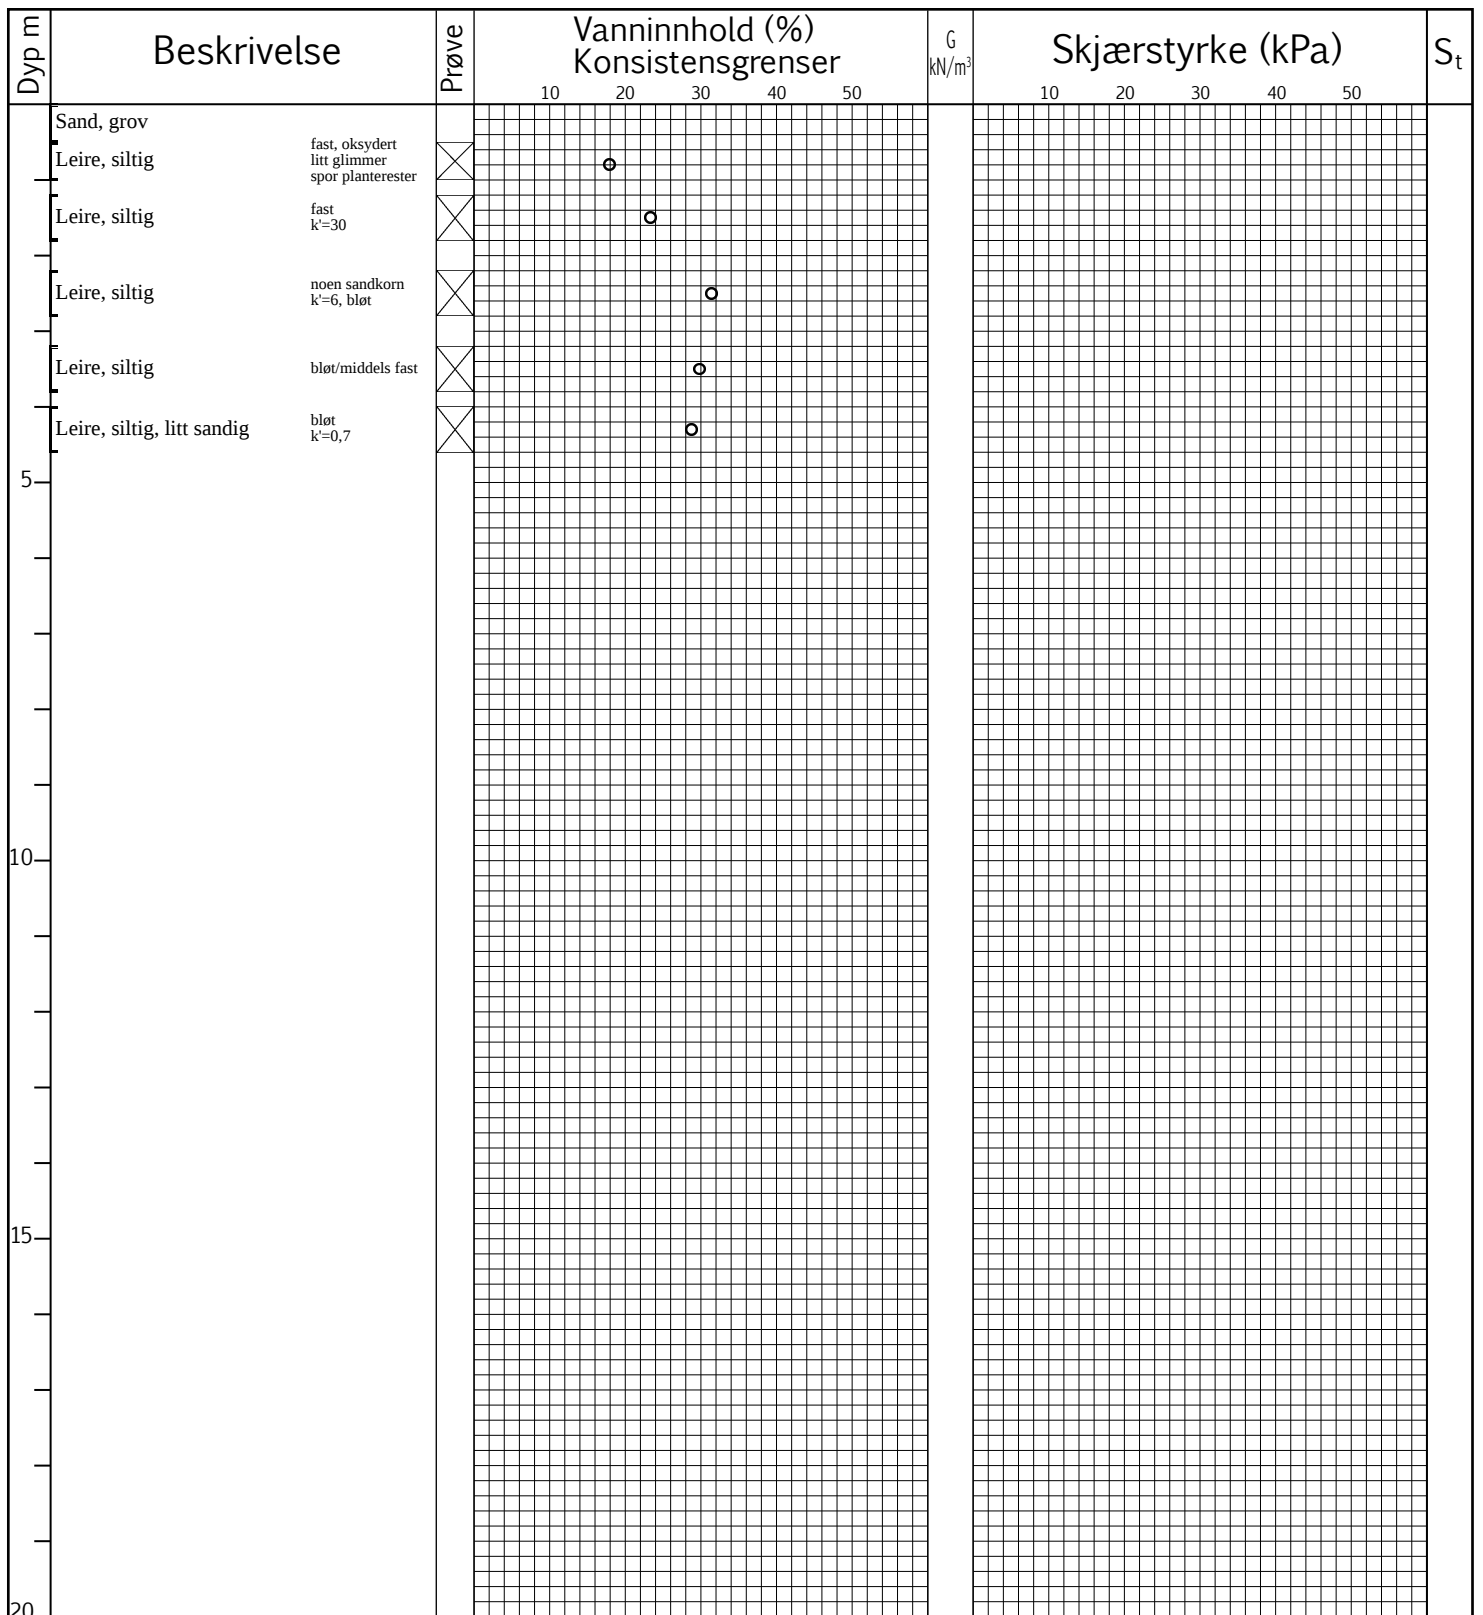 Dyp m
Beskrivelse
Prøve
Vanninnhold (%)
Konsistensgrenser
10 20 30 40 50
G
kN/m³
Skjærstyrke (kPa)
10 20 30 40 50
Sₜ
Sand, grov
Leire, siltig
fast, oksydert
litt glimmer
spor planterester
Leire, siltig
fast
k'=30
Leire, siltig
noen sandkorn
k'=6, bløt
Leire, siltig
bløt/middels fast
Leire, siltig, litt sandig
bløt
k'=0,7
5
10
15
20